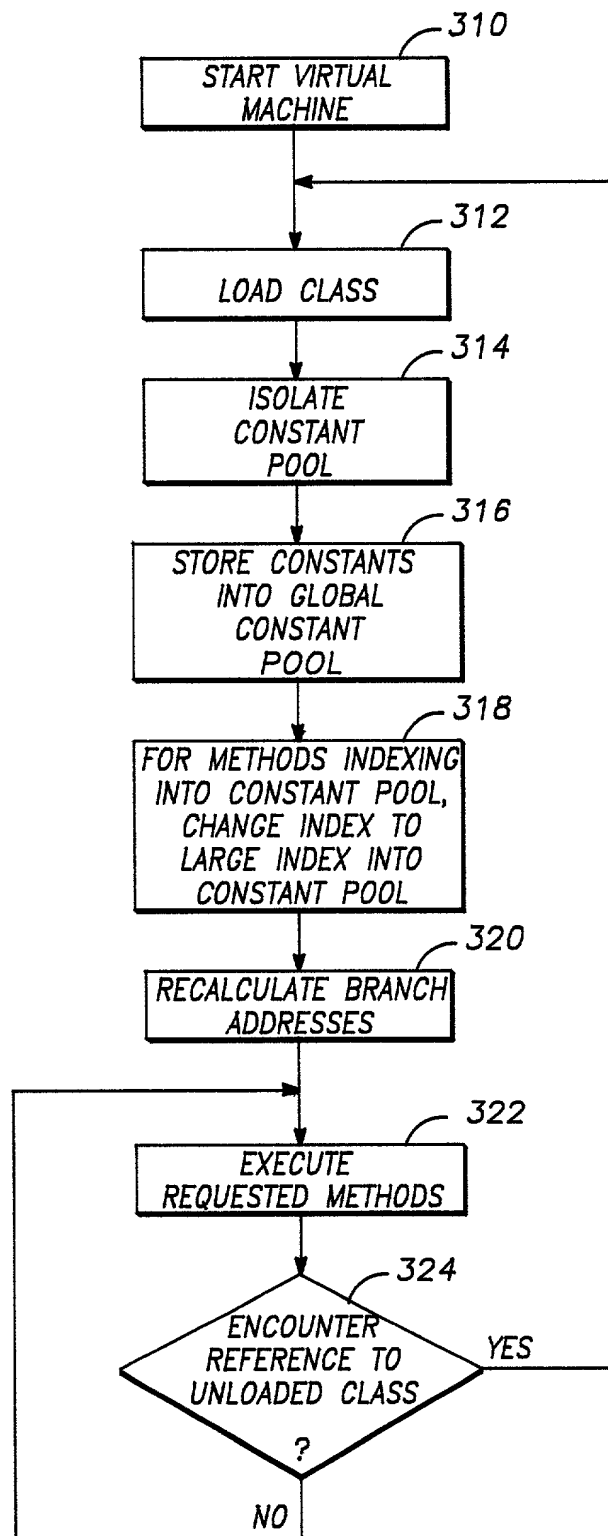 310
START VIRTUAL
MACHINE
312
LOAD CLASS
314
ISOLATE
CONSTANT
POOL
316
STORE CONSTANTS
INTO GLOBAL
CONSTANT
POOL
318
FOR METHODS INDEXING
INTO CONSTANT POOL,
CHANGE INDEX TO
LARGE INDEX INTO
CONSTANT POOL
320
RECALCULATE BRANCH
ADDRESSES
322
EXECUTE
REQUESTED METHODS
324
ENCOUNTER
REFERENCE TO
UNLOADED CLASS
?
YES
NO